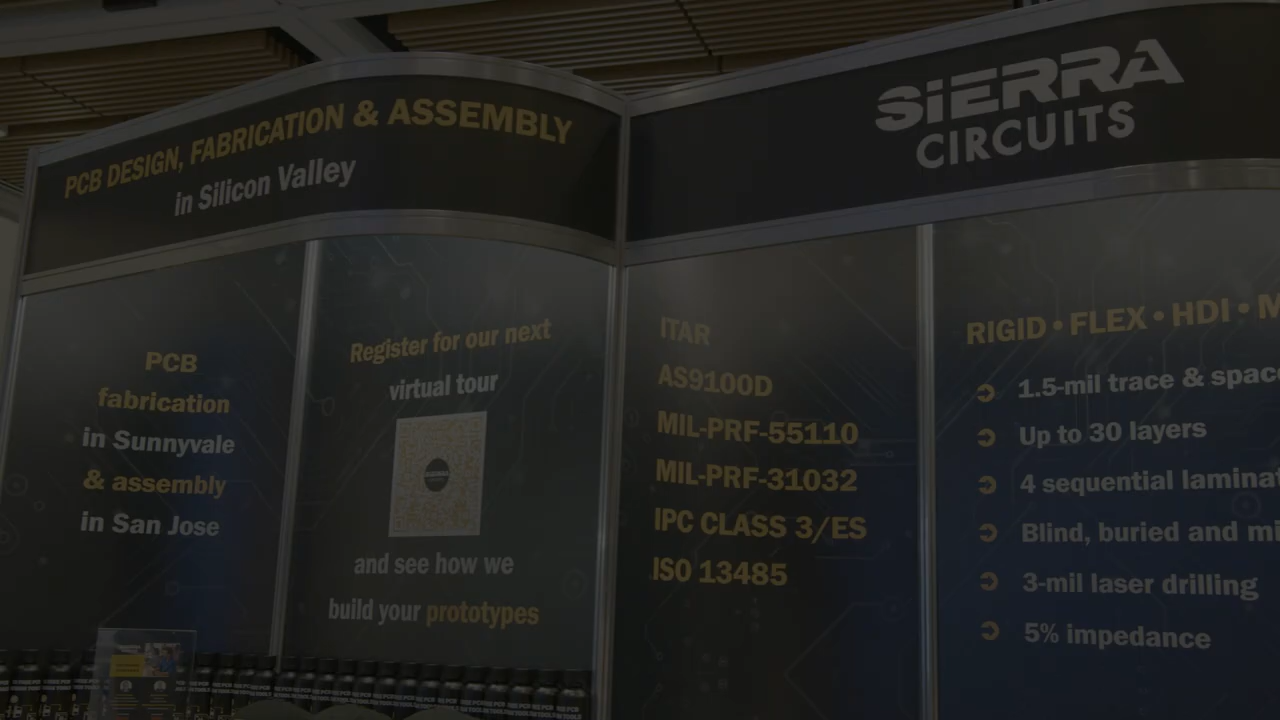 PCB DESIGN, FABRICATION & ASSEMBLY
in Silicon Valley
SIERRA
CIRCUITS
PCB
fabrication
in Sunnyvale
& assembly
in San Jose
Register for our next
virtual tour
and see how we
build your prototypes
ITAR
AS9100D
MIL-PRF-55110
MIL-PRF-31032
IPC CLASS 3/ES
ISO 13485
RIGID • FLEX • HDI • M
1.5-mil trace & space
Up to 30 layers
4 sequential laminat
Blind, buried and mi
3-mil laser drilling
5% impedance